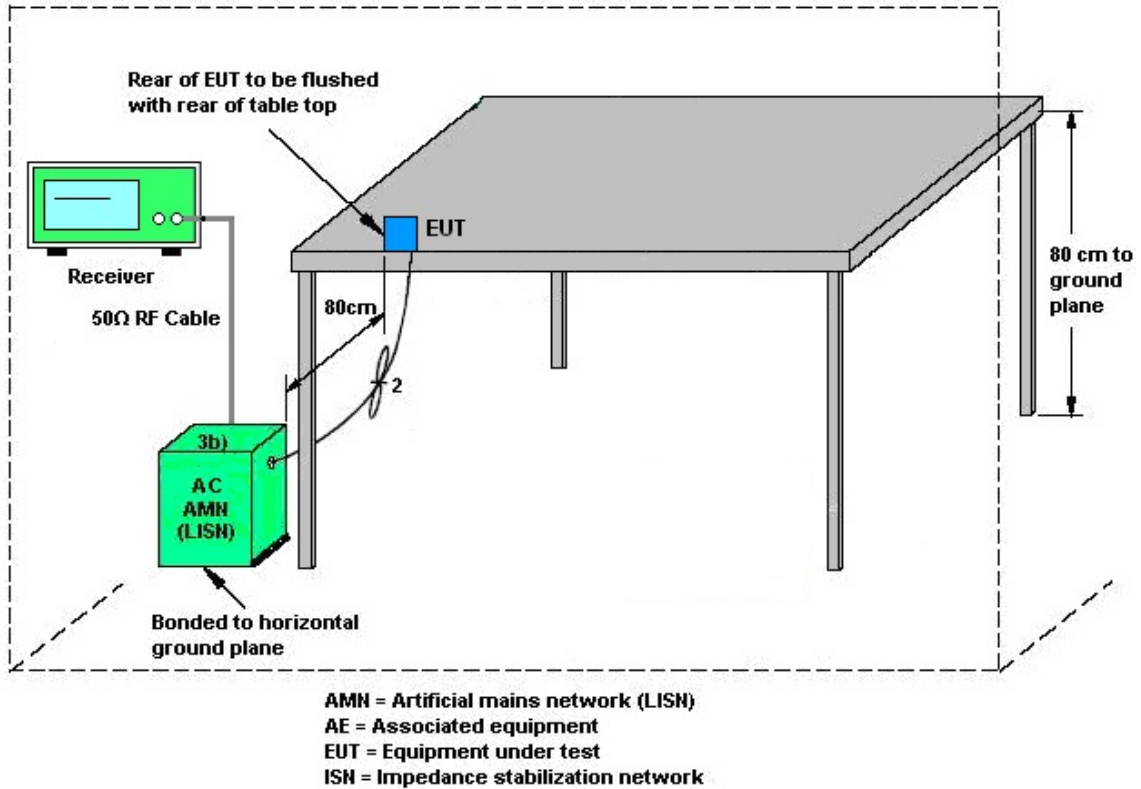 Rear of EUT to be flushed
with rear of table top
EUT
Receiver
50Ω RF Cable
80cm
80 cm to
ground
plane
2
3b)
AC
AMN
(LISN)
Bonded to horizontal
ground plane
AMN = Artificial mains network (LISN)
AE = Associated equipment
EUT = Equipment under test
ISN = Impedance stabilization network